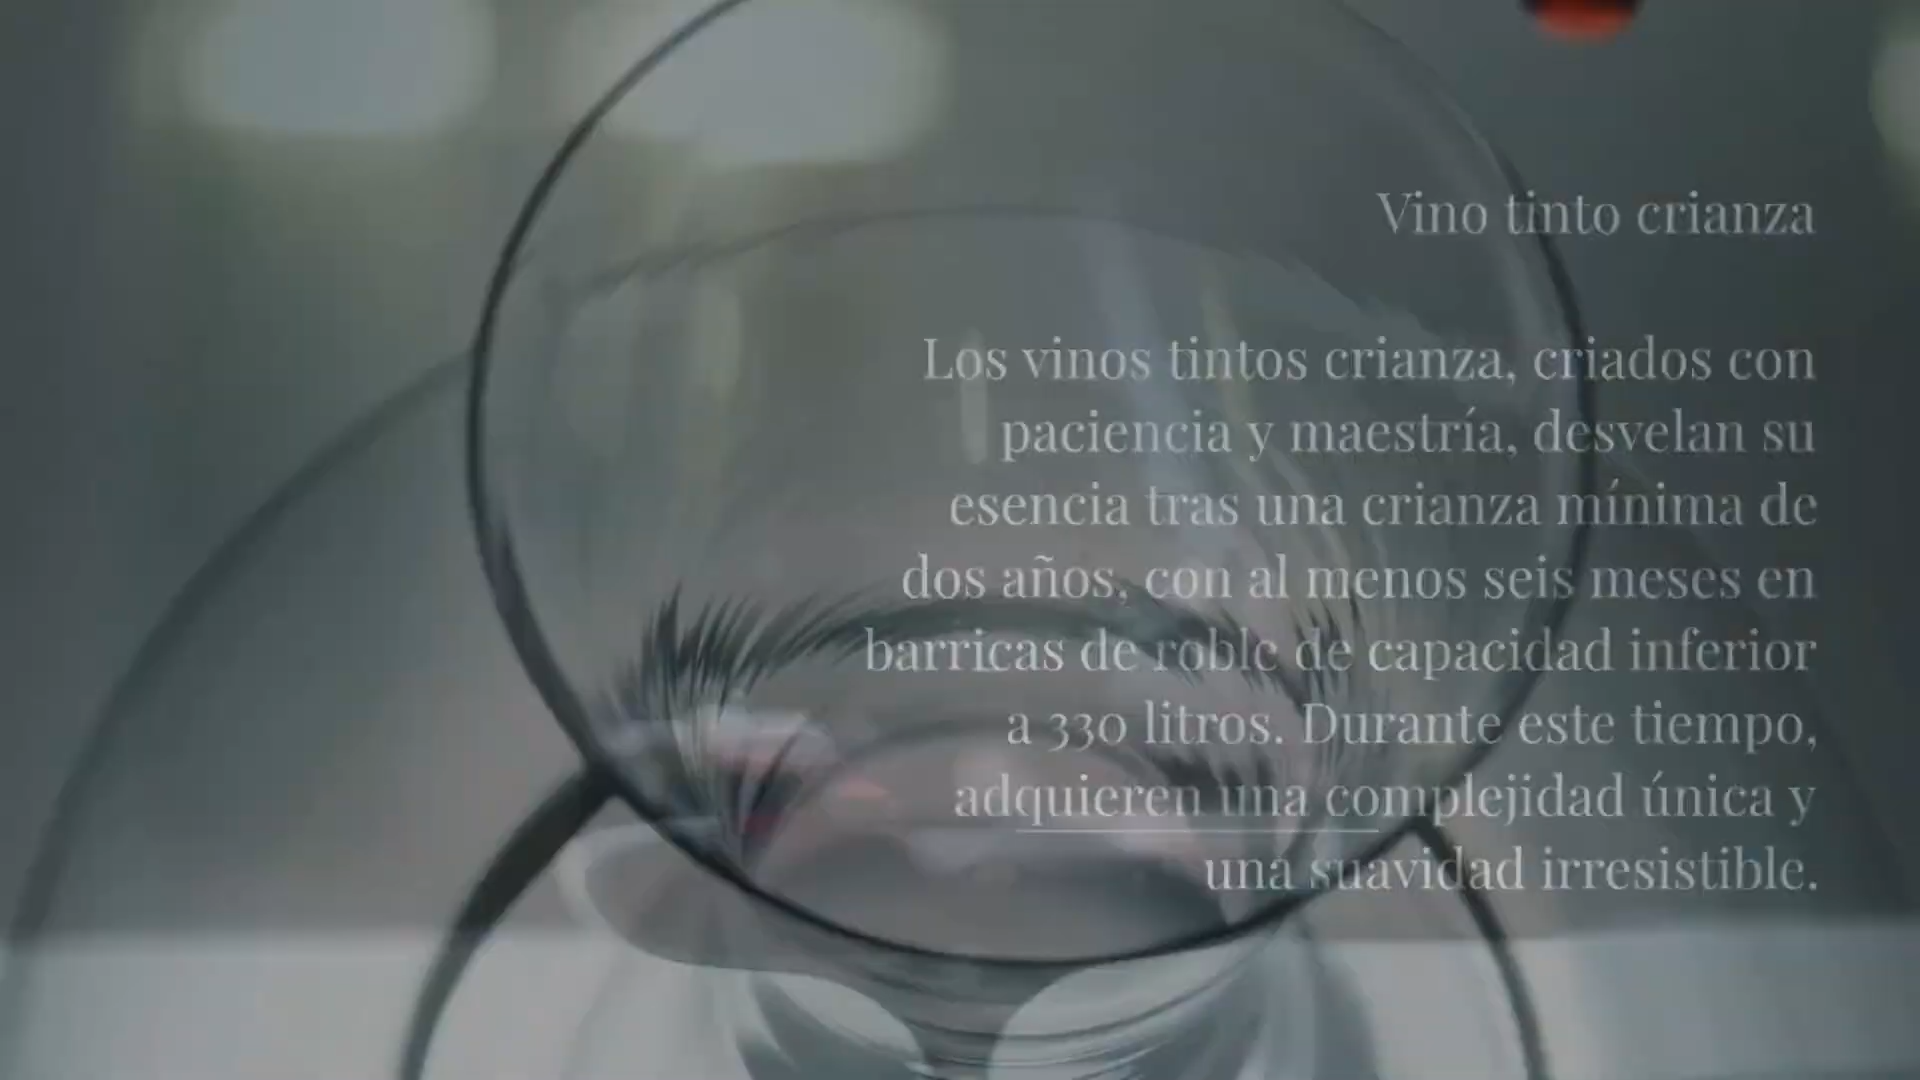 Vino tinto crianza
Los vinos tintos crianza, criados con
paciencia y maestría, desvelan su
esencia tras una crianza mínima de
dos años, con al menos seis meses en
barricas de roble de capacidad inferior
a 330 litros. Durante este tiempo,
adquieren una complejidad única y
una suavidad irresistible.